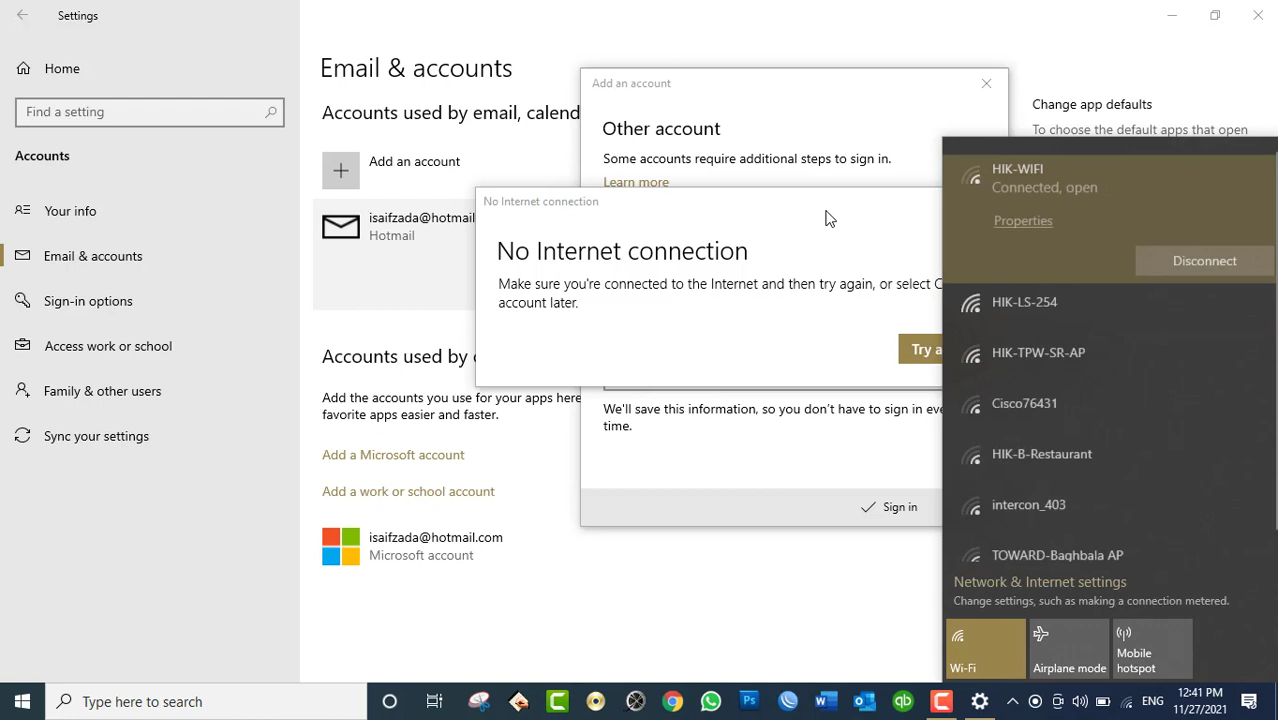 Settings
Home
Find a setting
Accounts
Your info
Email & accounts
Sign-in options
Access work or school
Family & other users
Sync your settings
Email & accounts
Accounts used by email, calend
Add an account
isaifzada@hotmail
Hotmail
Accounts used by
Add the accounts you use for your apps here
favorite apps easier and faster.
Add a Microsoft account
Add a work or school account
isaifzada@hotmail.com
Microsoft account
Add an account
Other account
Some accounts require additional steps to sign in.
Learn more
No Internet connection
No Internet connection
Make sure you're connected to the Internet and then try again, or select
account later.
Try a
We'll save this information, so you don't have to sign in eve
time.
Sign in
Change app defaults
To choose the default apps that open
HIK-WIFI
Connected, open
Properties
Disconnect
HIK-LS-254
HIK-TPW-SR-AP
Cisco76431
HIK-B-Restaurant
intercon_403
TOWARD-Baghbala AP
Network & Internet settings
Change settings, such as making a connection metered.
Wi-Fi
Airplane mode
Mobile
hotspot
Type here to search
Ps
qb
ENG
12:41 PM
11/27/2021